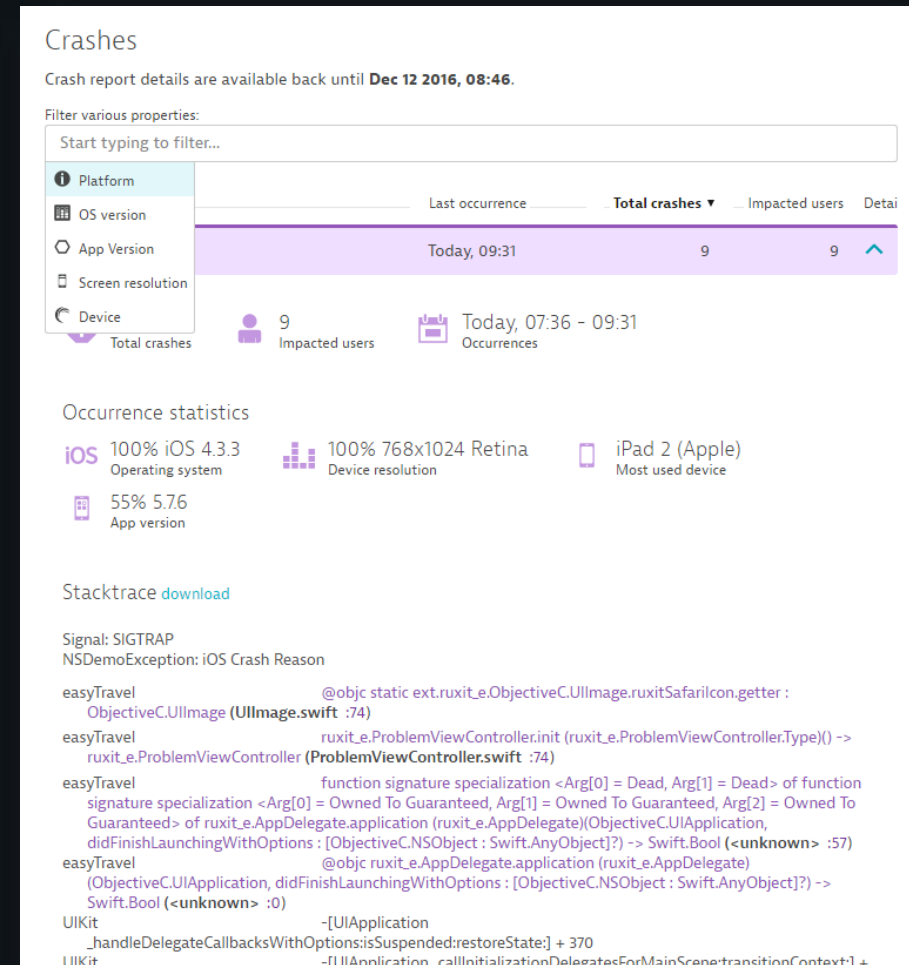 Crashes
Crash report details are available back until Dec 12 2016, 08:46.
Filter various properties:
Start typing to filter...
Platform
OS version
App Version
Screen resolution
Device
Last occurrence Total crashes ▼ Impacted users Detai
Today, 09:31 9 9
Total crashes
9
Impacted users
Today, 07:36 - 09:31
Occurrences
Occurrence statistics
iOS 100% iOS 4.3.3
Operating system
100% 768x1024 Retina
Device resolution
iPad 2 (Apple)
Most used device
55% 5.7.6
App version
Stacktrace download
Signal: SIGTRAP
NSDemoException: iOS Crash Reason
easyTravel @objc static ext.ruxit_e.ObjectiveC.UIImage.ruxitSafariIcon.getter :
ObjectiveC.UIImage (UIImage.swift :74)
easyTravel ruxit_e.ProblemViewController.init (ruxit_e.ProblemViewController.Type)() ->
ruxit_e.ProblemViewController (ProblemViewController.swift :74)
easyTravel function signature specialization <Arg[0] = Dead, Arg[1] = Dead> of function
signature specialization <Arg[0] = Owned To Guaranteed, Arg[1] = Owned To Guaranteed, Arg[2] = Owned To
Guaranteed> of ruxit_e.AppDelegate.application (ruxit_e.AppDelegate)(ObjectiveC.UIApplication,
didFinishLaunchingWithOptions : [ObjectiveC.NSObject : Swift.AnyObject]?) -> Swift.Bool (<unknown> :57)
easyTravel @objc ruxit_e.AppDelegate.application (ruxit_e.AppDelegate)
(ObjectiveC.UIApplication, didFinishLaunchingWithOptions : [ObjectiveC.NSObject : Swift.AnyObject]?) ->
Swift.Bool (<unknown> :0)
UIKit -[UIApplication
_handleDelegateCallbacksWithOptions:isSuspended:restoreState:] + 370
UIKit -[UIApplication _callInitializationDelegatesForMainScene:transitionContext:] +